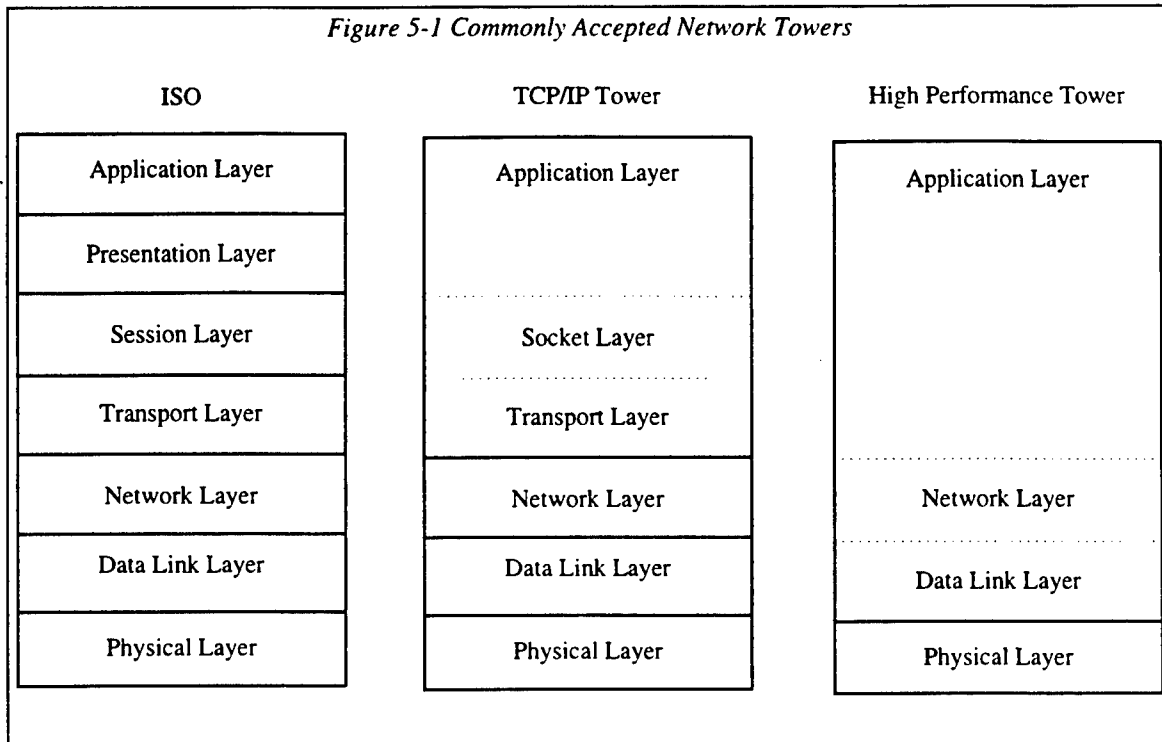 Figure 5-1 Commonly Accepted Network Towers
ISO
Application Layer
Presentation Layer
Session Layer
Transport Layer
Network Layer
Data Link Layer
Physical Layer
TCP/IP Tower
Application Layer
Socket Layer
Transport Layer
Network Layer
Data Link Layer
Physical Layer
High Performance Tower
Application Layer
Network Layer
Data Link Layer
Physical Layer